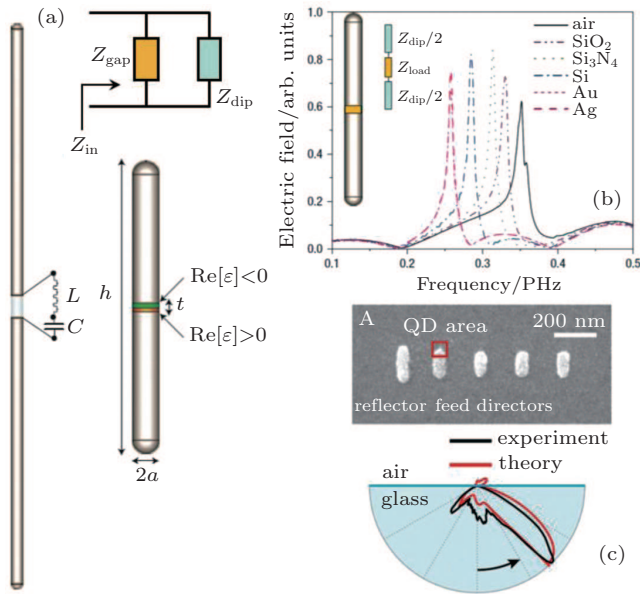 (a)
Z_gap
Z_dip
Z_in
h
Re[ε]<0
t
Re[ε]>0
L
C
2a
Electric field/arb. units
1.0
0.8
0.6
0.4
0.2
0.0
0.1
0.2
0.3
0.4
0.5
Frequency/PHz
Z_dip/2
Z_load
Z_dip/2
air
SiO₂
Si₃N₄
Si
Au
Ag
(b)
A
QD area
200 nm
reflector feed directors
experiment
theory
air
glass
(c)